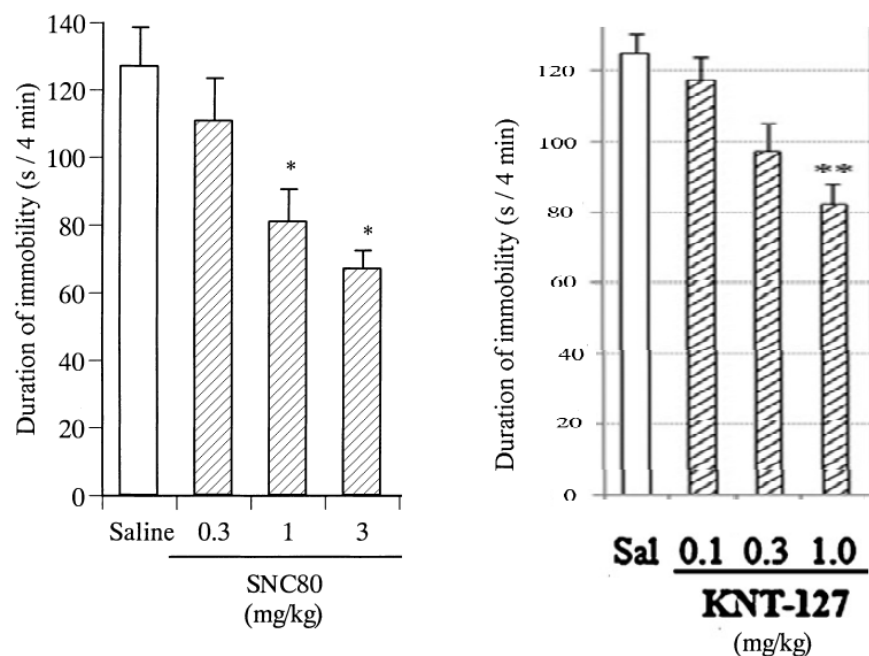 Duration of immobility (s / 4 min)
140
120
100
80
60
40
20
0
*
*
Saline 0.3 1 3
SNC80
(mg/kg)
Duration of immobility (s / 4 min)
120
100
80
60
40
20
0
**
Sal 0.1 0.3 1.0
KNT-127
(mg/kg)